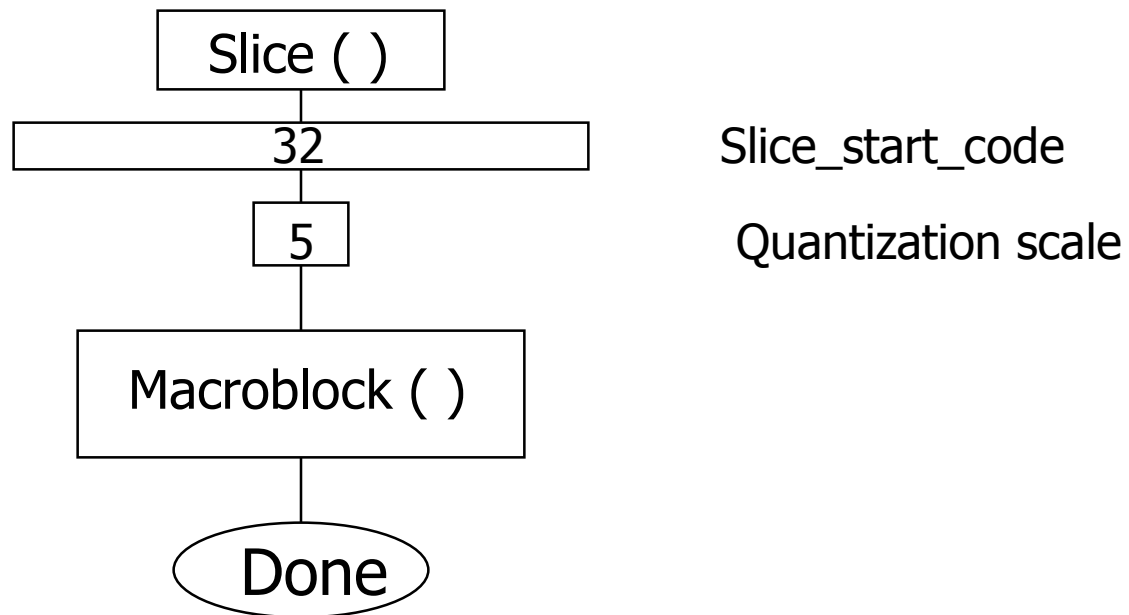 Slice ( )
32
Slice_start_code
5
Quantization scale
Macroblock ( )
Done